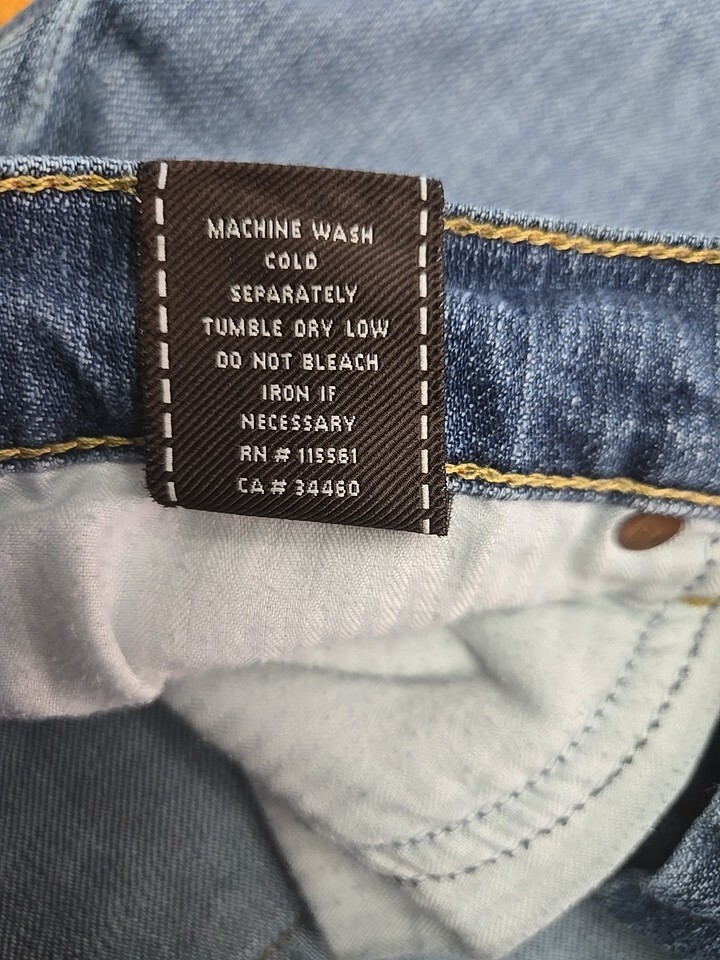 MACHINE WASH
COLD
SEPARATELY
TUMBLE DRY LOW
DO NOT BLEACH
IRON IF
NECESSARY
RN # 115561
CA # 34460